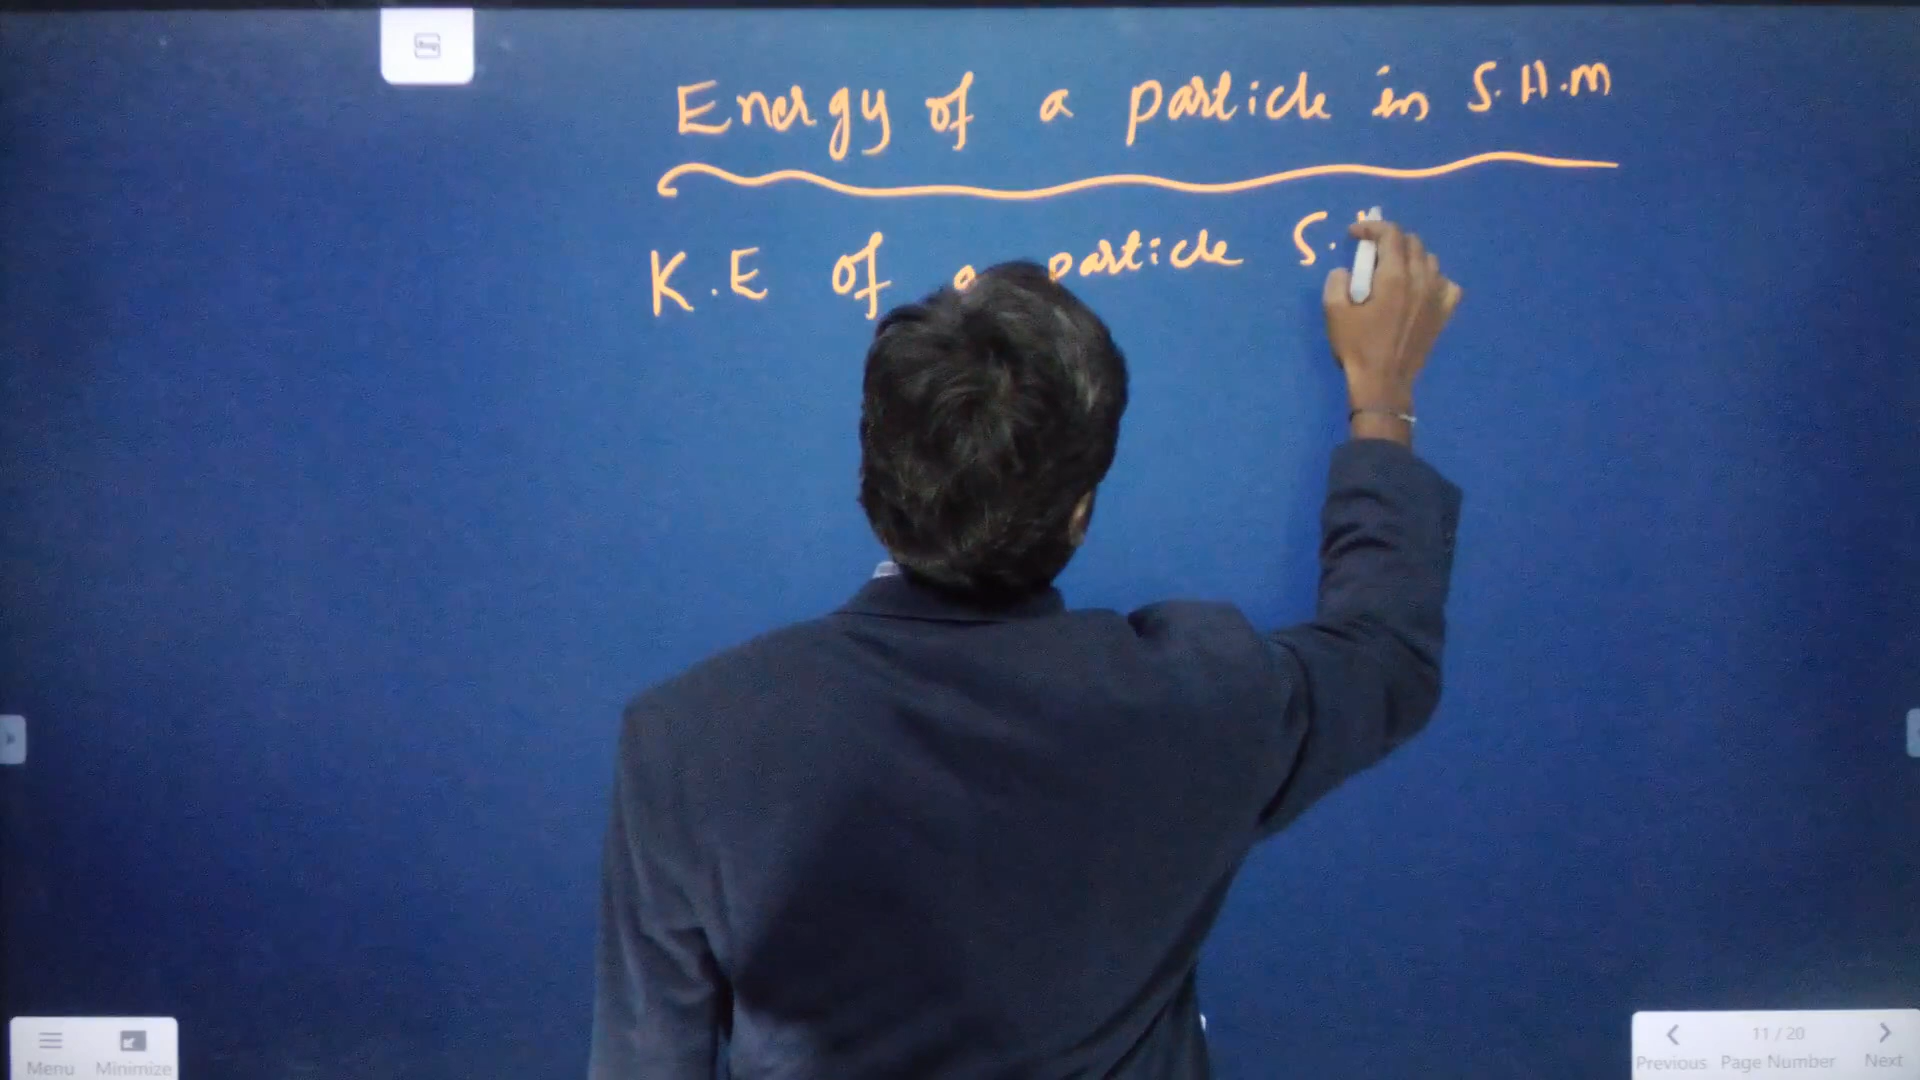 Energy of a particle in S.H.M
K.E of a particle S.
Menu Minimize
11 / 20
Previous Page Number Next